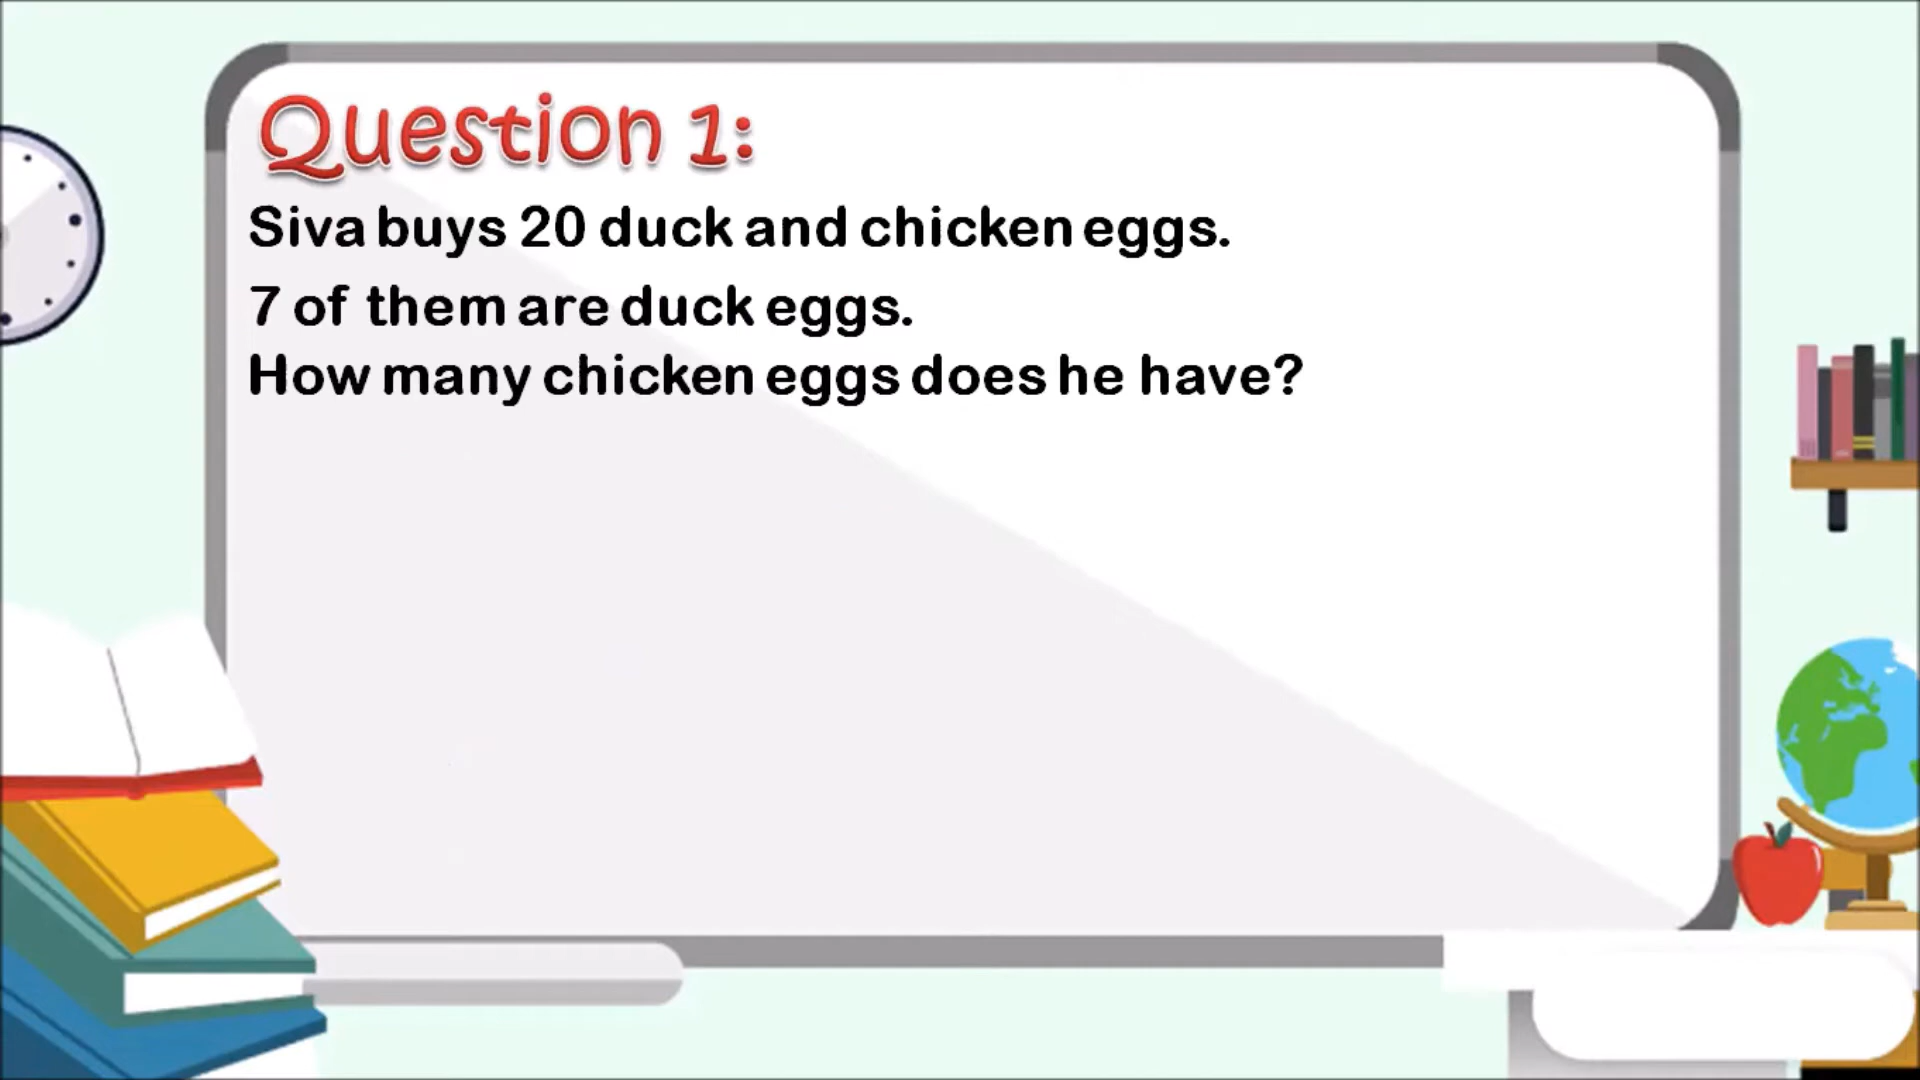 Question 1:
Siva buys 20 duck and chicken eggs.
7 of them are duck eggs.
How many chicken eggs does he have?